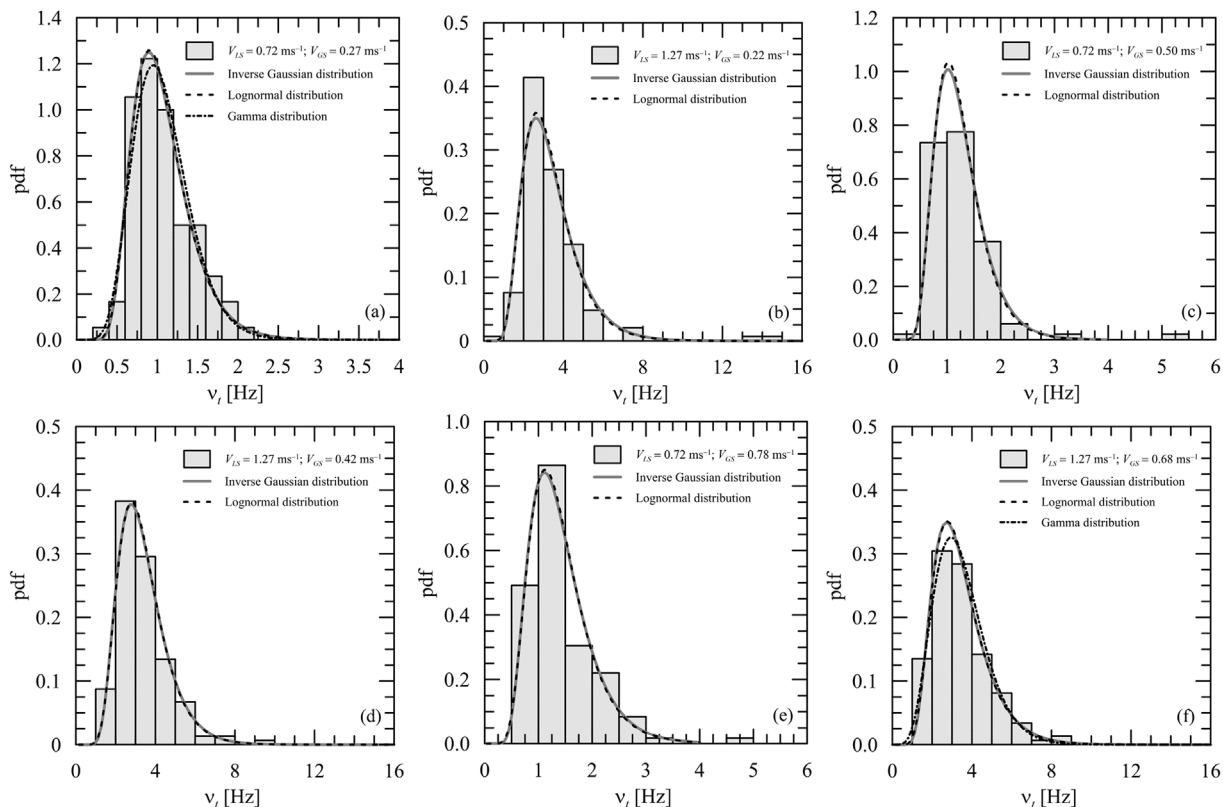 1.4
1.2
1.0
0.8
0.6
0.4
0.2
0.0
pdf
V_LS = 0.72 ms⁻¹; V_GS = 0.27 ms⁻¹
Inverse Gaussian distribution
Lognormal distribution
Gamma distribution
(a)
0 0.5 1 1.5 2 2.5 3 3.5 4
ν_t [Hz]
0.5
0.4
0.3
0.2
0.1
0
pdf
V_LS = 1.27 ms⁻¹; V_GS = 0.22 ms⁻¹
Inverse Gaussian distribution
Lognormal distribution
(b)
0 4 8 12 16
ν_t [Hz]
1.2
1.0
0.8
0.6
0.4
0.2
0.0
pdf
V_LS = 0.72 ms⁻¹; V_GS = 0.50 ms⁻¹
Inverse Gaussian distribution
Lognormal distribution
(c)
0 1 2 3 4 5 6
ν_t [Hz]
0.5
0.4
0.3
0.2
0.1
0
pdf
V_LS = 1.27 ms⁻¹; V_GS = 0.42 ms⁻¹
Inverse Gaussian distribution
Lognormal distribution
(d)
0 4 8 12 16
ν_t [Hz]
1.0
0.8
0.6
0.4
0.2
0.0
pdf
V_LS = 0.72 ms⁻¹; V_GS = 0.78 ms⁻¹
Inverse Gaussian distribution
Lognormal distribution
(e)
0 1 2 3 4 5 6
ν_t [Hz]
0.5
0.4
0.3
0.2
0.1
0
pdf
V_LS = 1.27 ms⁻¹; V_GS = 0.68 ms⁻¹
Inverse Gaussian distribution
Lognormal distribution
Gamma distribution
(f)
0 4 8 12 16
ν_t [Hz]